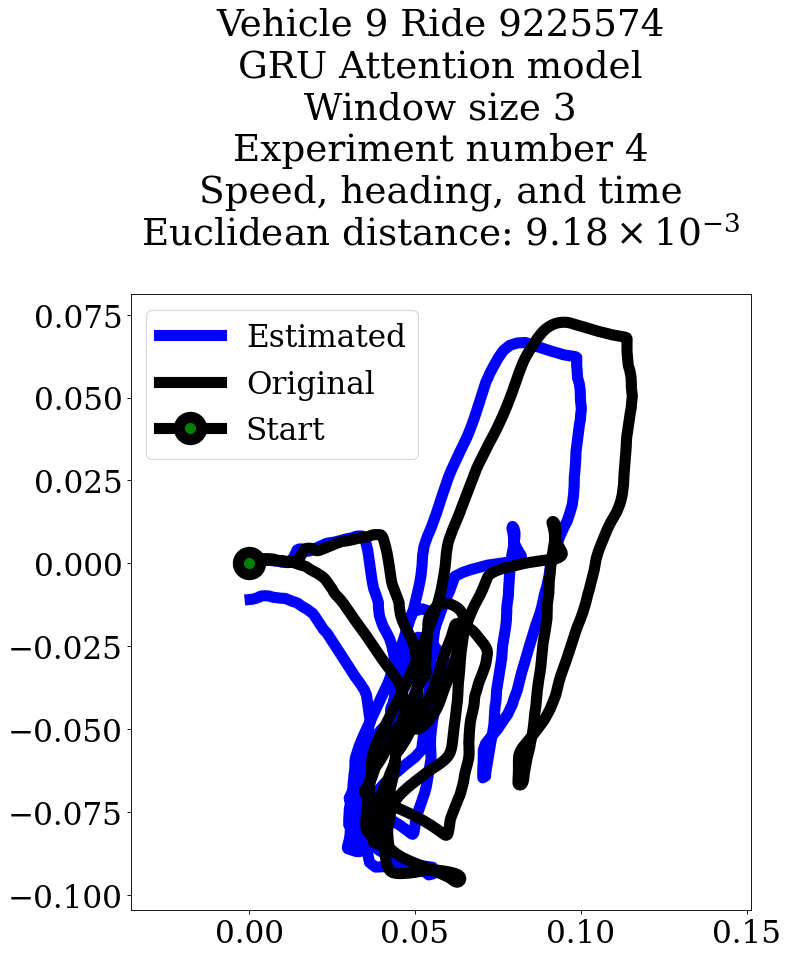 Vehicle 9 Ride 9225574
GRU Attention model
Window size 3
Experiment number 4
Speed, heading, and time
Euclidean distance: 9.18 × 10⁻³
Estimated
Original
Start
0.075
0.050
0.025
0.000
−0.025
−0.050
−0.075
−0.100
0.00 0.05 0.10 0.15